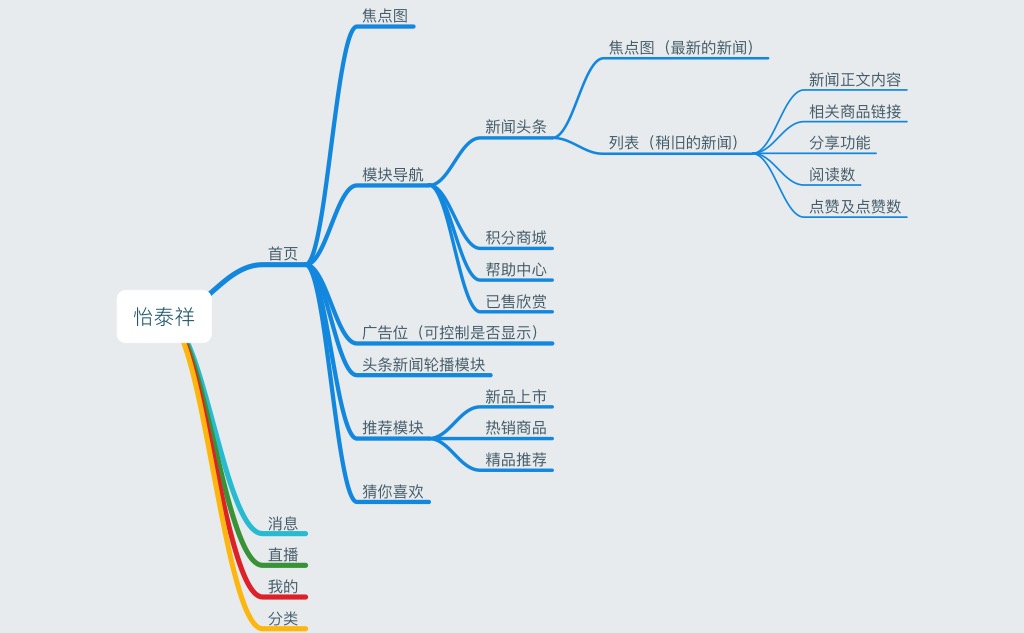 怡泰祥
首页
焦点图
模块导航
新闻头条
焦点图（最新的新闻）
列表（稍旧的新闻）
新闻正文内容
相关商品链接
分享功能
阅读数
点赞及点赞数
积分商城
帮助中心
已售欣赏
广告位（可控制是否显示）
头条新闻轮播模块
推荐模块
新品上市
热销商品
精品推荐
猜你喜欢
消息
直播
我的
分类